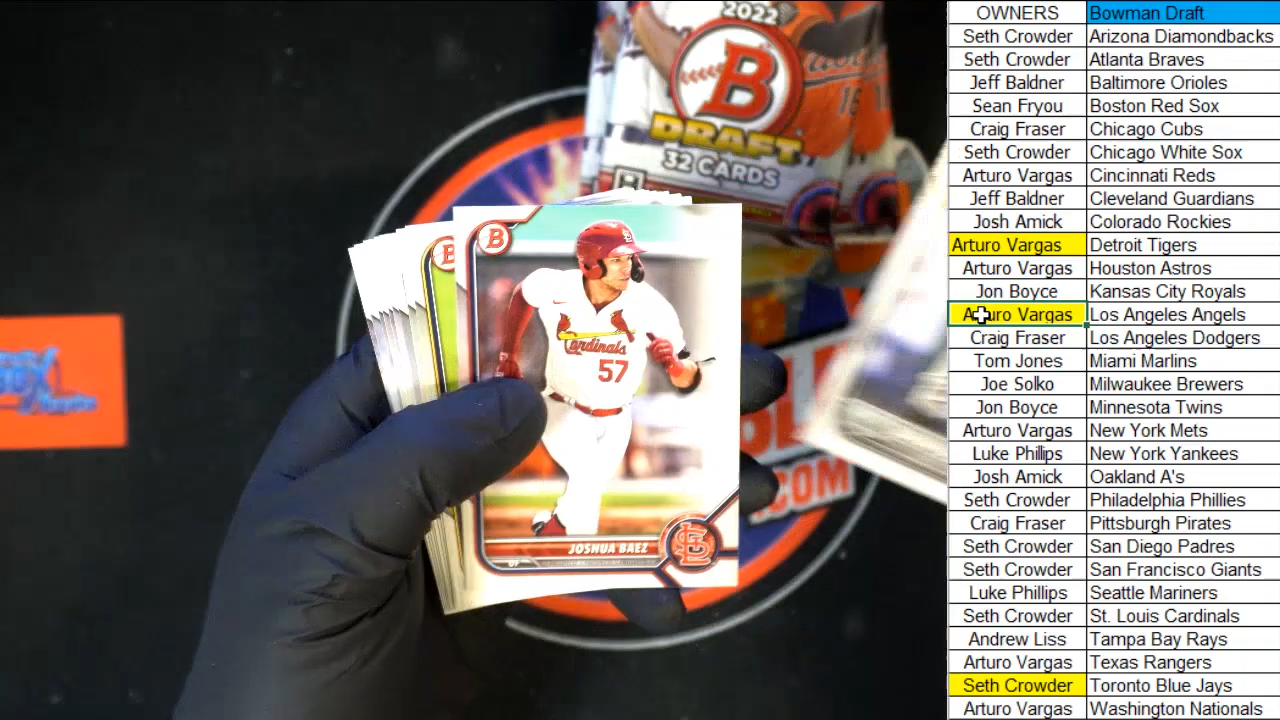 2022
B
DRAFT
32 CARDS
B
B
Cardinals
57
JOSHUA BAEZ
OF
.COM
OWNERS Bowman Draft
Seth Crowder Arizona Diamondbacks
Seth Crowder Atlanta Braves
Jeff Baldner Baltimore Orioles
Sean Fryou Boston Red Sox
Craig Fraser Chicago Cubs
Seth Crowder Chicago White Sox
Arturo Vargas Cincinnati Reds
Jeff Baldner Cleveland Guardians
Josh Amick Colorado Rockies
Arturo Vargas Detroit Tigers
Arturo Vargas Houston Astros
Jon Boyce Kansas City Royals
Arturo Vargas Los Angeles Angels
Craig Fraser Los Angeles Dodgers
Tom Jones Miami Marlins
Joe Solko Milwaukee Brewers
Jon Boyce Minnesota Twins
Arturo Vargas New York Mets
Luke Phillips New York Yankees
Josh Amick Oakland A's
Seth Crowder Philadelphia Phillies
Craig Fraser Pittsburgh Pirates
Seth Crowder San Diego Padres
Seth Crowder San Francisco Giants
Luke Phillips Seattle Mariners
Seth Crowder St. Louis Cardinals
Andrew Liss Tampa Bay Rays
Arturo Vargas Texas Rangers
Seth Crowder Toronto Blue Jays
Arturo Vargas Washington Nationals